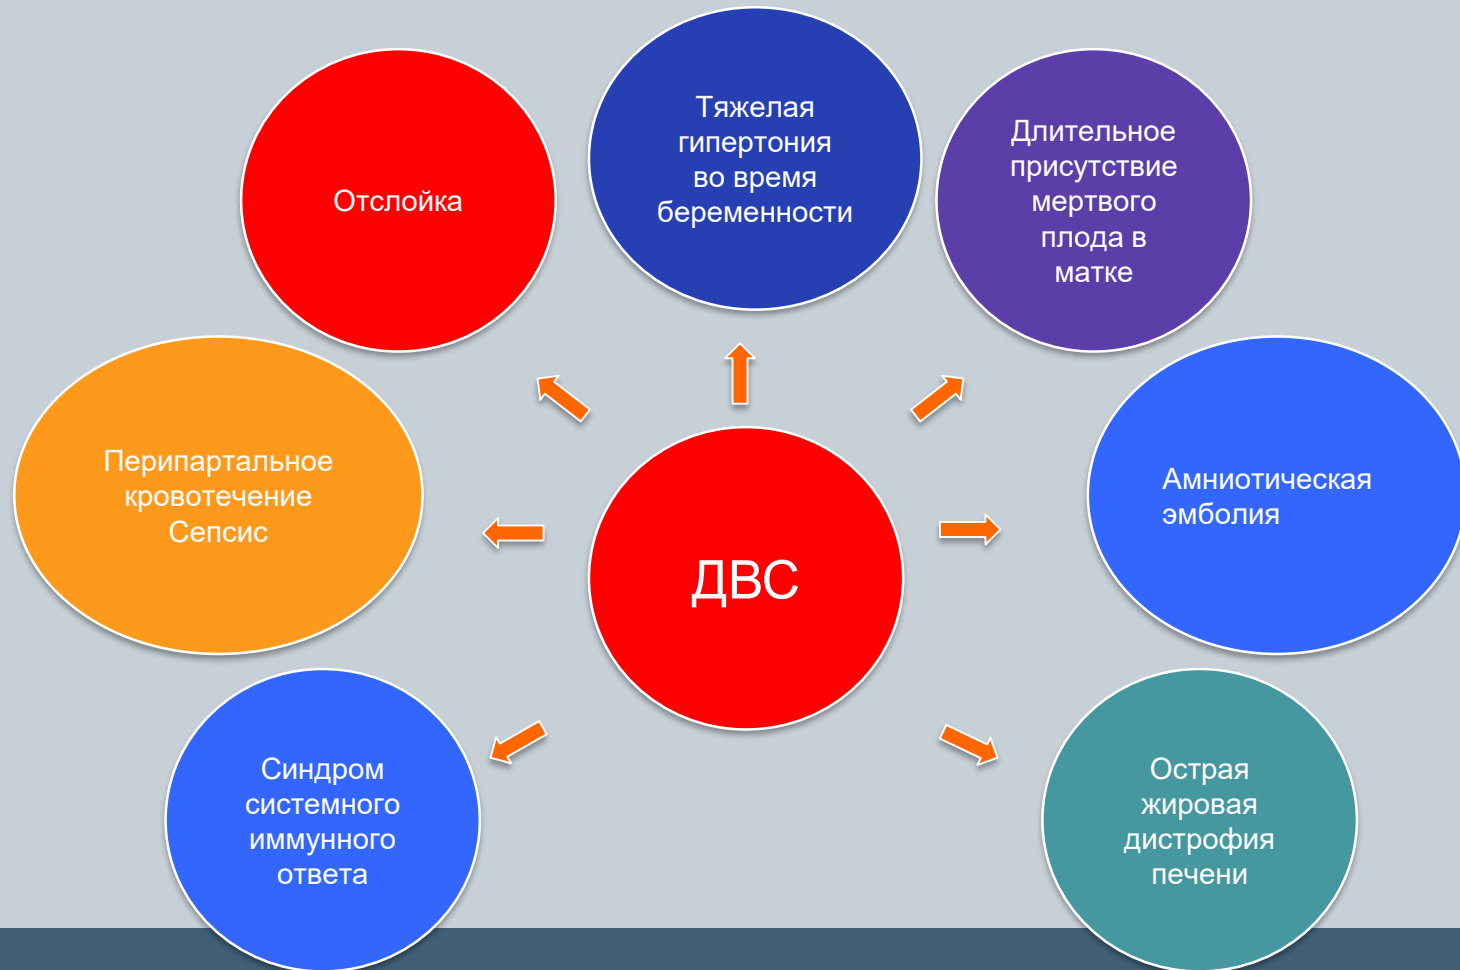 Тяжелая
гипертония
во время
беременности
Отслойка
Длительное
присутствие
мертвого
плода в
матке
Перипартальное
кровотечение
Сепсис
Амниотическая
эмболия
ДВС
Синдром
системного
иммунного
ответа
Острая
жировая
дистрофия
печени